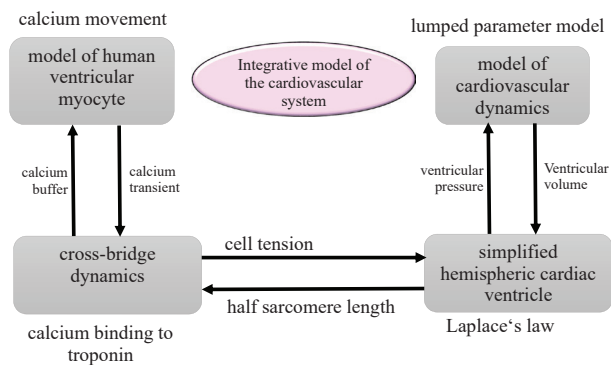 calcium movement
model of human
ventricular
myocyte
Integrative model of
the cardiovascular
system
lumped parameter model
model of
cardiovascular
dynamics
calcium
buffer
calcium
transient
ventricular
pressure
Ventricular
volume
cross-bridge
dynamics
cell tension
half sarcomere length
simplified
hemispheric cardiac
ventricle
calcium binding to
troponin
Laplace‘s law